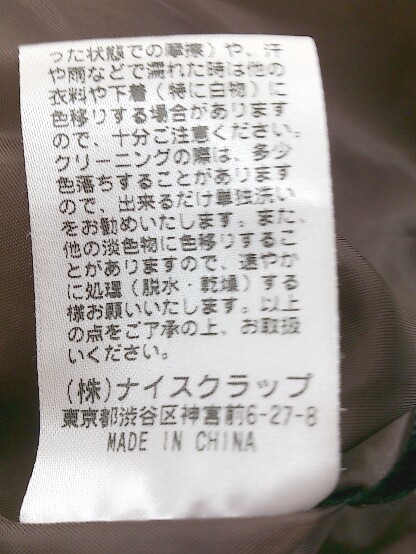 った状態での摩擦）や、汗
や雨などで濡れた時は他の
衣料や下着（特に白物）に
色移りする場合があります
ので、十分ご注意ください。
クリーニングの際は、多少
色落ちすることがあります
ので、出来るだけ単独洗い
をお勧めいたします。また、
他の淡色物に色移りするこ
とがありますので、速やか
に処理（脱水・乾燥）する
様お願いいたします。以上
の点をご了承の上、お取扱
いください。
(株)ナイスクラップ
東京都渋谷区神宮前6-27-8
MADE IN CHINA